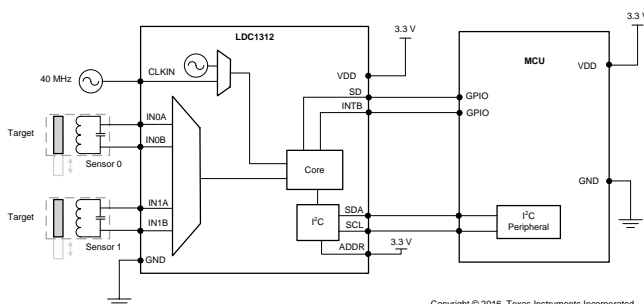 LDC1312
3.3 V
3.3 V
MCU
VDD
VDD
40 MHz
CLKIN
SD
GPIO
INTB
GPIO
IN0A
Target
IN0B
Sensor 0
Core
GND
IN1A
Target
IN1B
Sensor 1
I²C
SDA
SCL
I²C
Peripheral
ADDR
3.3 V
GND
Copyright © 2016, Texas Instruments Incorporated